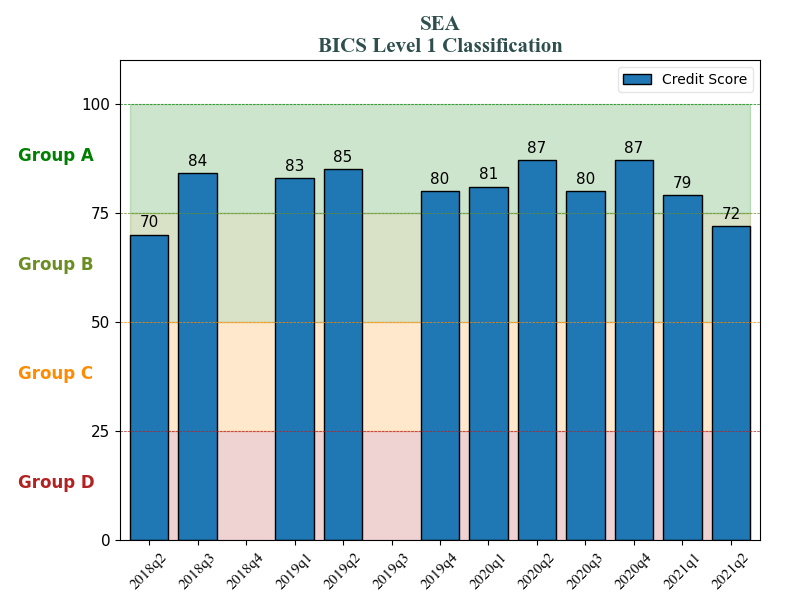 SEA
BICS Level 1 Classification
Credit Score
100
75
50
25
0
Group A
Group B
Group C
Group D
70
84
83
85
80
81
87
80
87
79
72
2018q2
2018q3
2018q4
2019q1
2019q2
2019q3
2019q4
2020q1
2020q2
2020q3
2020q4
2021q1
2021q2